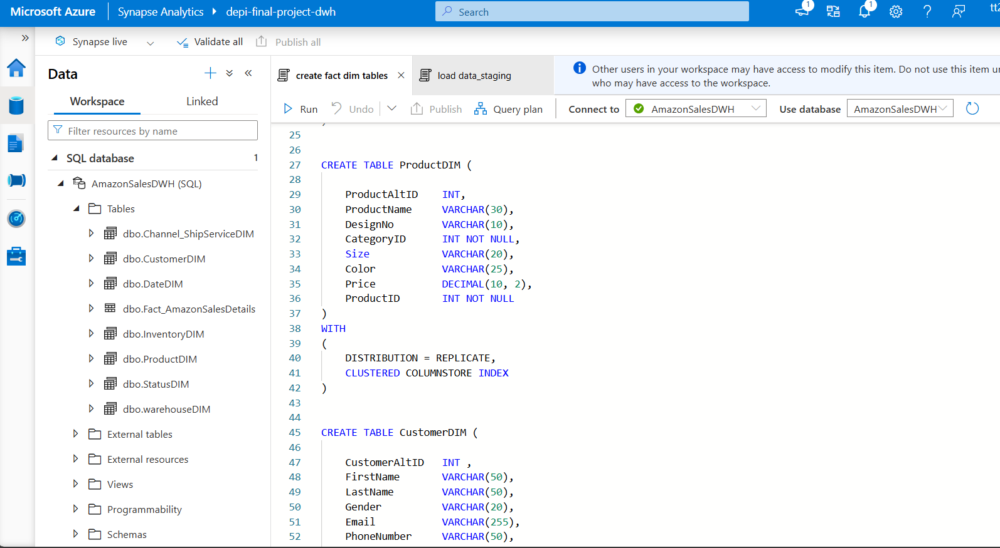 Microsoft Azure Synapse Analytics depi-final-project-dwh Search 1 1
Synapse live Validate all Publish all
Data
Workspace Linked
Filter resources by name
SQL database 1
AmazonSalesDWH (SQL)
Tables
dbo.Channel_ShipServiceDIM
dbo.CustomerDIM
dbo.DateDIM
dbo.Fact_AmazonSalesDetails
dbo.InventoryDIM
dbo.ProductDIM
dbo.StatusDIM
dbo.warehouseDIM
External tables
External resources
Views
Programmability
Schemas
create fact dim tables load data_staging
Other users in your workspace may have access to modify this item. Do not use this item
who may have access to the workspace.
Run Undo Publish Query plan Connect to AmazonSalesDWH Use database AmazonSalesDWH
25
26
27 CREATE TABLE ProductDIM (
28
29 ProductAltID INT,
30 ProductName VARCHAR(30),
31 DesignNo VARCHAR(10),
32 CategoryID INT NOT NULL,
33 Size VARCHAR(20),
34 Color VARCHAR(25),
35 Price DECIMAL(10, 2),
36 ProductID INT NOT NULL
37 )
38 WITH
39 (
40 DISTRIBUTION = REPLICATE,
41 CLUSTERED COLUMNSTORE INDEX
42 )
43
44
45 CREATE TABLE CustomerDIM (
46
47 CustomerAltID INT ,
48 FirstName VARCHAR(50),
49 LastName VARCHAR(50),
50 Gender VARCHAR(20),
51 Email VARCHAR(255),
52 PhoneNumber VARCHAR(50),